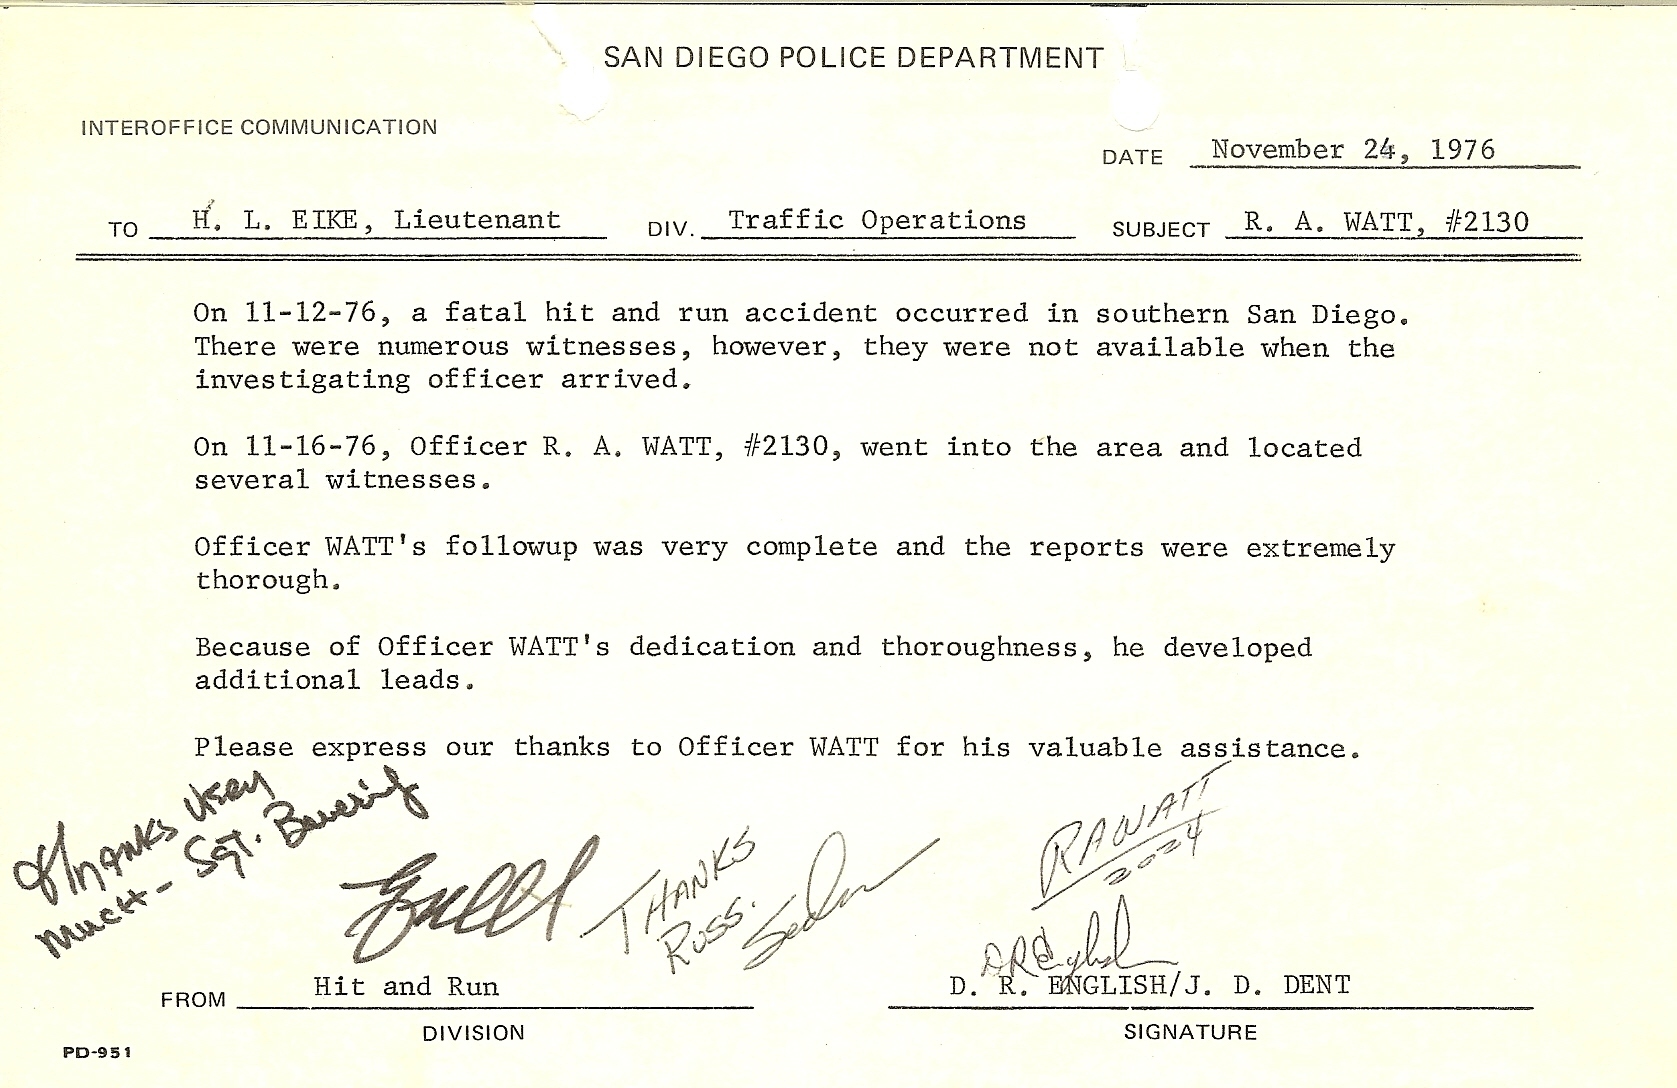 SAN DIEGO POLICE DEPARTMENT
INTEROFFICE COMMUNICATION
DATE November 24, 1976
TO H. L. EIKE, Lieutenant DIV. Traffic Operations SUBJECT R. A. WATT, #2130
On 11-12-76, a fatal hit and run accident occurred in southern San Diego.
There were numerous witnesses, however, they were not available when the
investigating officer arrived.
On 11-16-76, Officer R. A. WATT, #2130, went into the area and located
several witnesses.
Officer WATT's followup was very complete and the reports were extremely
thorough.
Because of Officer WATT's dedication and thoroughness, he developed
additional leads.
Please express our thanks to Officer WATT for his valuable assistance.
THANKS VERY
MUCH - SGT.
THANKS
RUSS.
RAWATT
2024
DREnglish
FROM Hit and Run D. R. ENGLISH/J. D. DENT
DIVISION SIGNATURE
PD-951